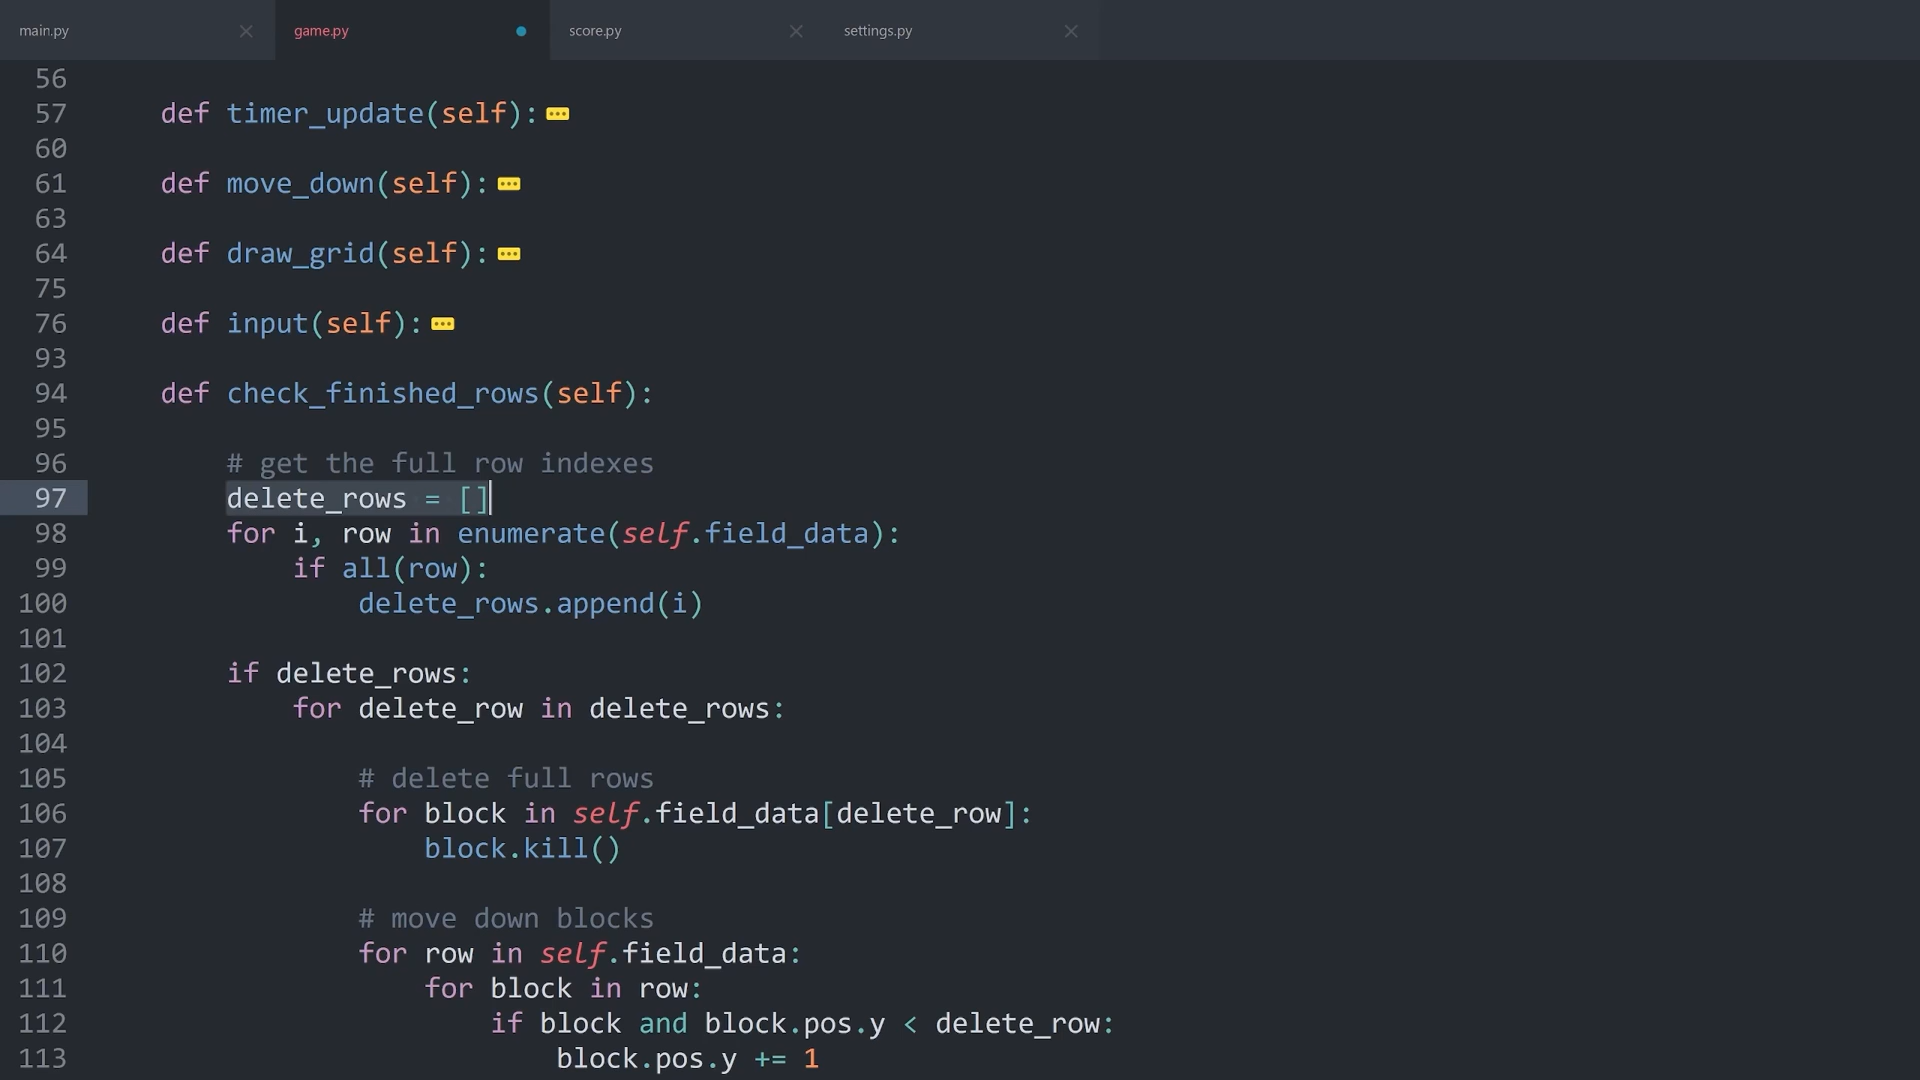 main.py
game.py
score.py
settings.py
56
57 def timer_update(self):
60
61 def move_down(self):
63
64 def draw_grid(self):
75
76 def input(self):
93
94 def check_finished_rows(self):
95
96 # get the full row indexes
97 delete_rows = []
98 for i, row in enumerate(self.field_data):
99 if all(row):
100 delete_rows.append(i)
101
102 if delete_rows:
103 for delete_row in delete_rows:
104
105 # delete full rows
106 for block in self.field_data[delete_row]:
107 block.kill()
108
109 # move down blocks
110 for row in self.field_data:
111 for block in row:
112 if block and block.pos.y < delete_row:
113 block.pos.y += 1